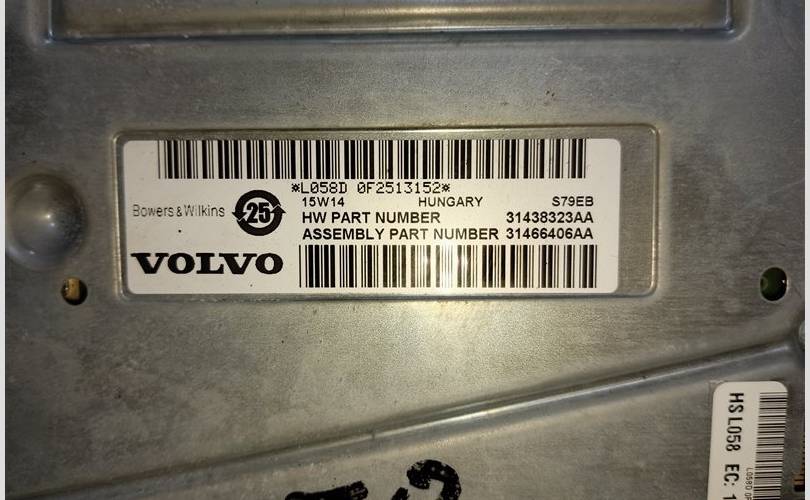 *L058D 0F2513152*
15W14 HUNGARY S79EB
Bowers & Wilkins
25
HW PART NUMBER 31438323AA
ASSEMBLY PART NUMBER 31466406AA
VOLVO
HS L058 EC: